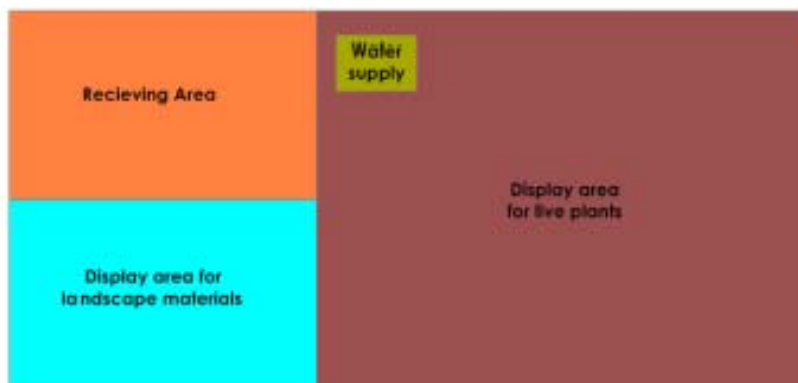 Recieving Area
Water
supply
Display area
for live plants
Display area for
landscape materials